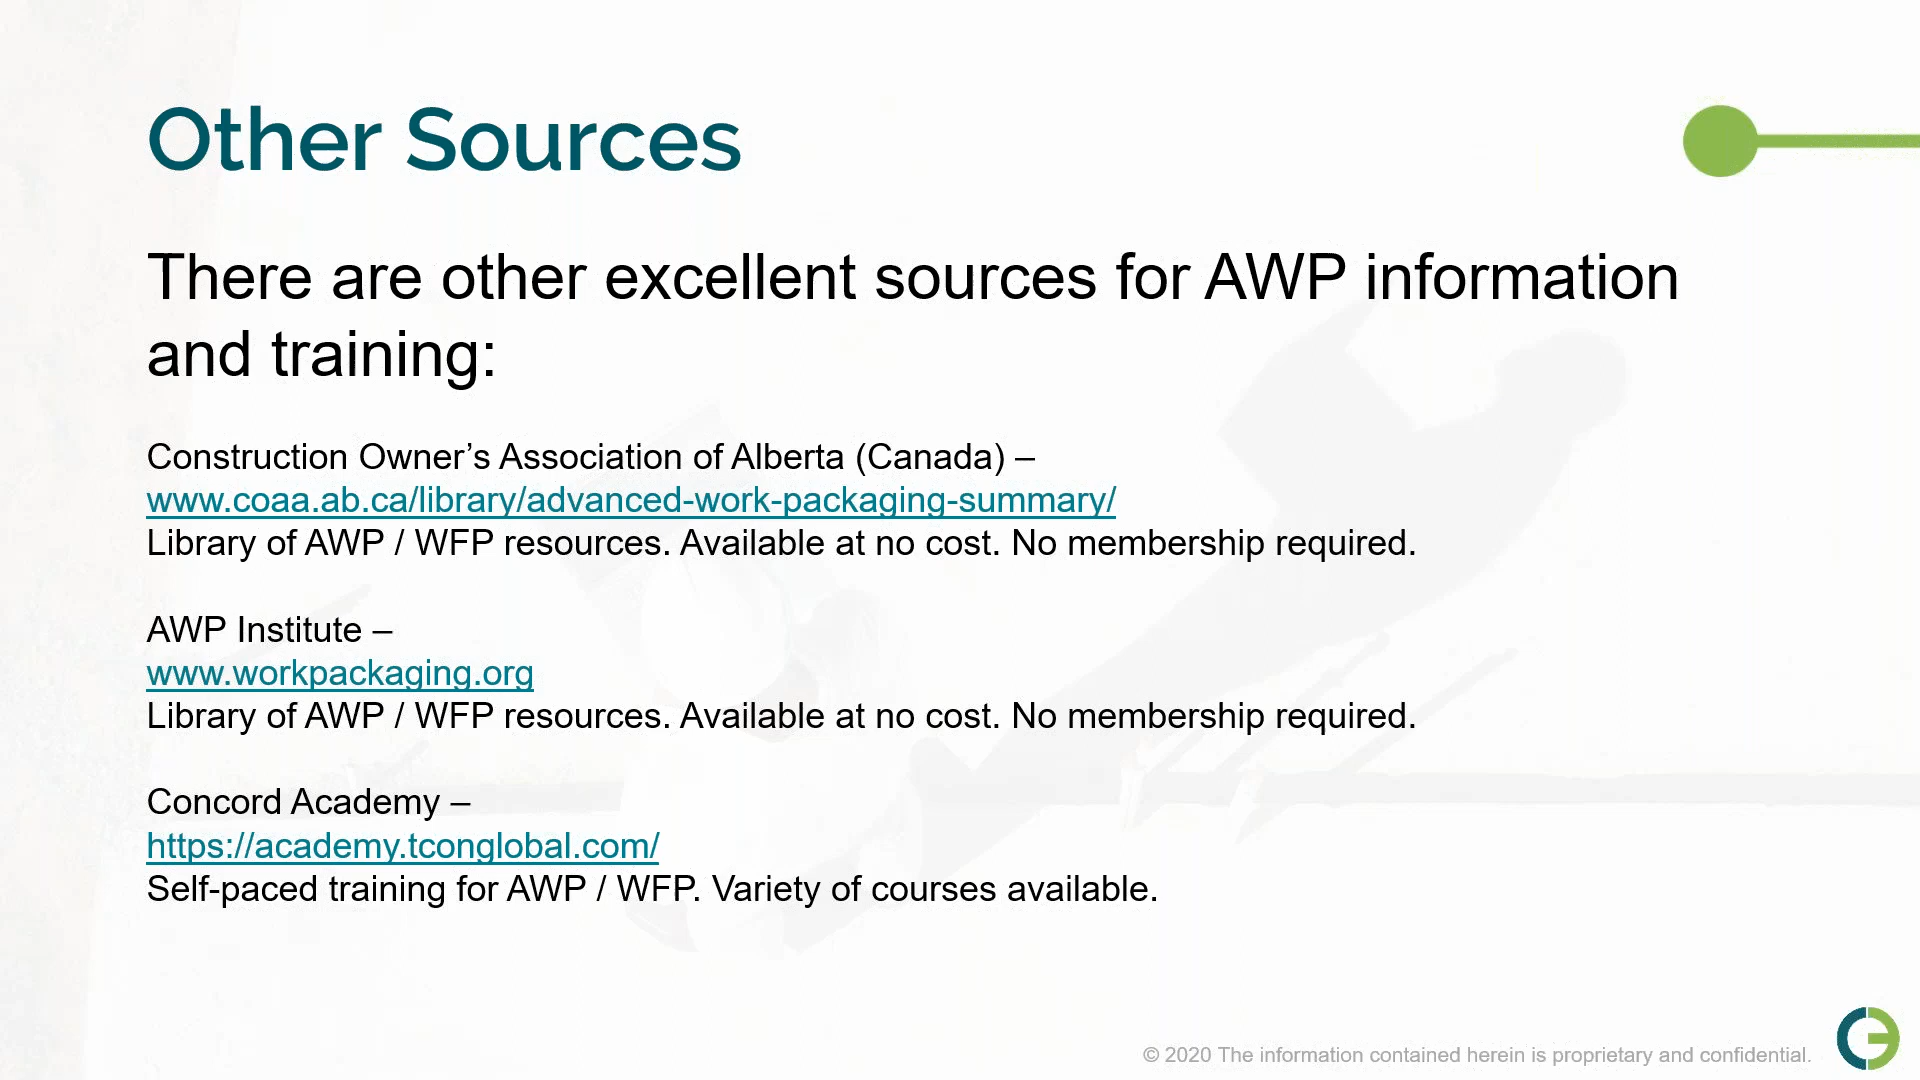 Other Sources
There are other excellent sources for AWP information
and training:
Construction Owner’s Association of Alberta (Canada) –
www.coaa.ab.ca/library/advanced-work-packaging-summary/
Library of AWP / WFP resources. Available at no cost. No membership required.
AWP Institute –
www.workpackaging.org
Library of AWP / WFP resources. Available at no cost. No membership required.
Concord Academy –
https://academy.tconglobal.com/
Self-paced training for AWP / WFP. Variety of courses available.
© 2020 The information contained herein is proprietary and confidential.